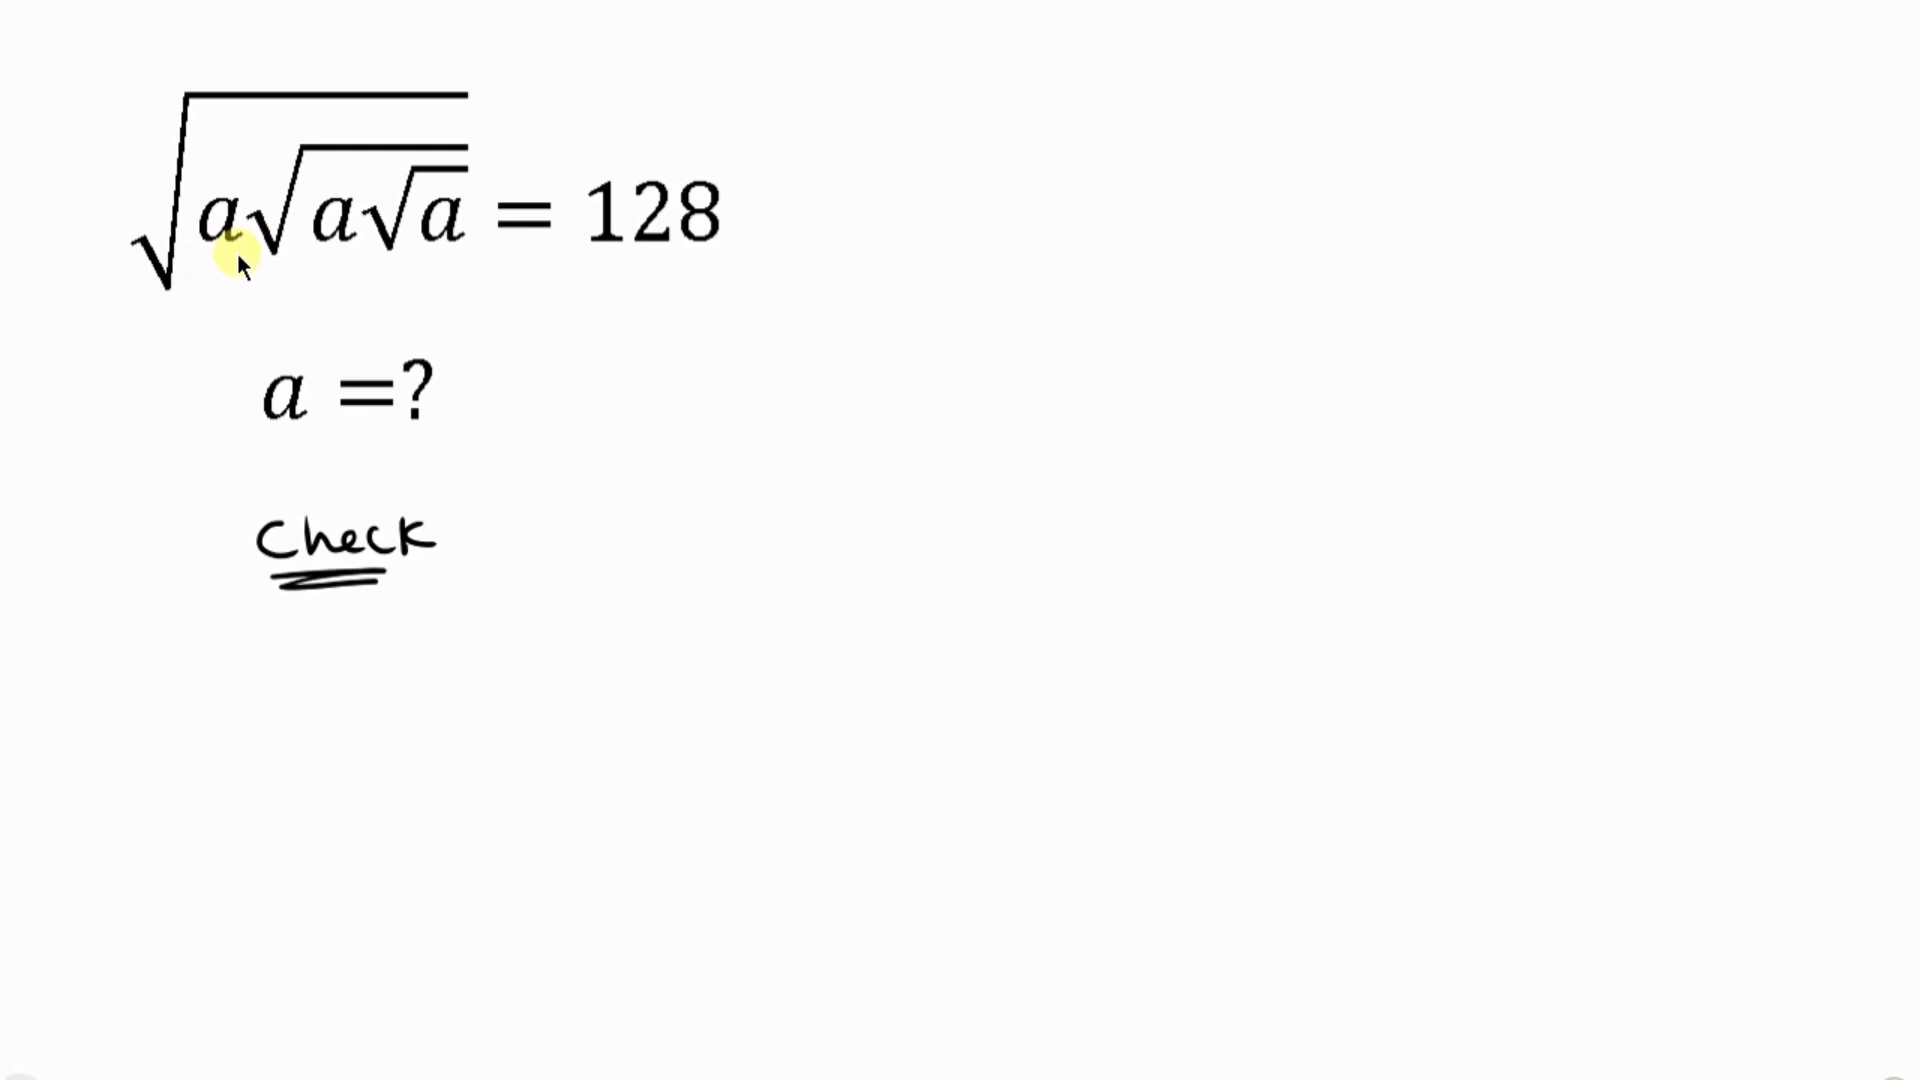 √(a√(a√a)) = 128
a =?
Check